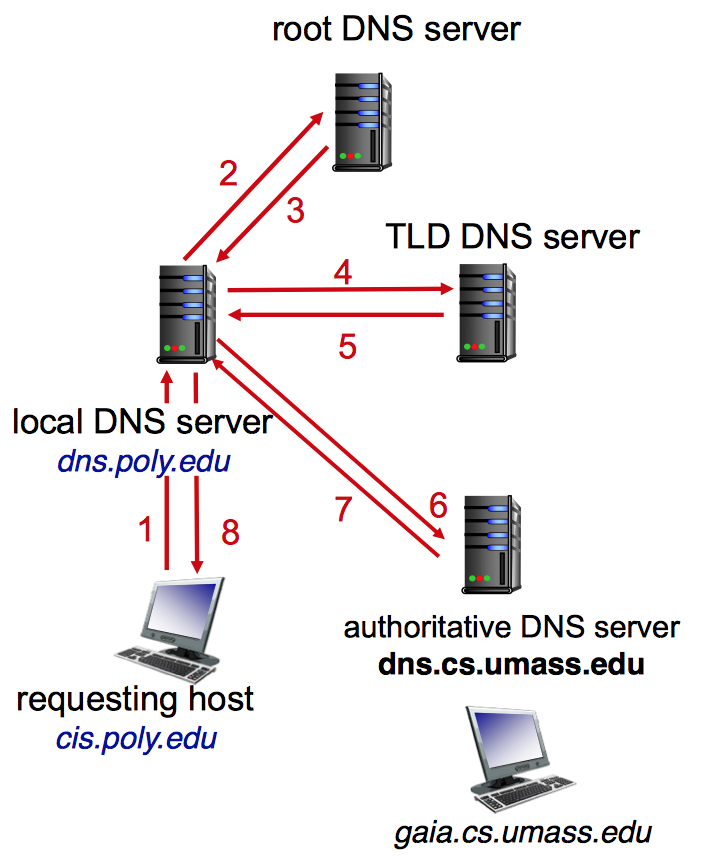 root DNS server
2
3
TLD DNS server
4
5
local DNS server
dns.poly.edu
1
8
7
6
authoritative DNS server
dns.cs.umass.edu
requesting host
cis.poly.edu
gaia.cs.umass.edu